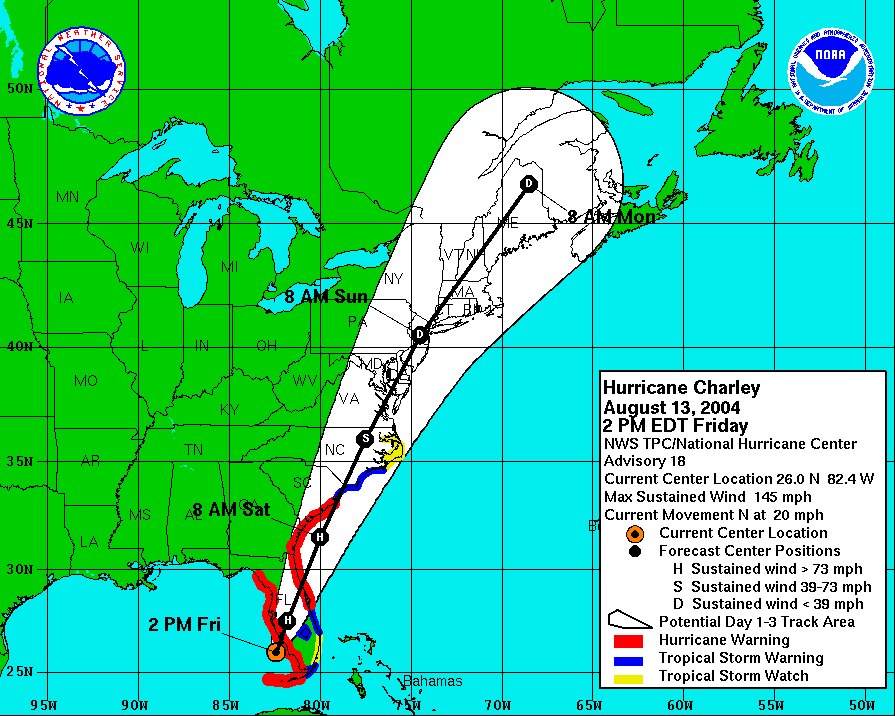 NATIONAL WEATHER SERVICE
NOAA
50N
45N
40N
35N
30N
25N
95W
90W
85W
80W
75W
70W
65W
60W
55W
50W
MN
WI
MI
IA
IN
OH
MO
WV
KY
TN
AR
MS
AL
LA
FL
SC
NC
VA
MD
PA
NY
VT
MA
ME
Bahamas
8 AM Mon
8 AM Sun
8 AM Sat
2 PM Fri
D
D
S
H
H
Hurricane Charley
August 13, 2004
2 PM EDT Friday
NWS TPC/National Hurricane Center
Advisory 18
Current Center Location 26.0 N 82.4 W
Max Sustained Wind 145 mph
Current Movement N at 20 mph
Current Center Location
Forecast Center Positions
H Sustained wind > 73 mph
S Sustained wind 39-73 mph
D Sustained wind < 39 mph
Potential Day 1-3 Track Area
Hurricane Warning
Tropical Storm Warning
Tropical Storm Watch